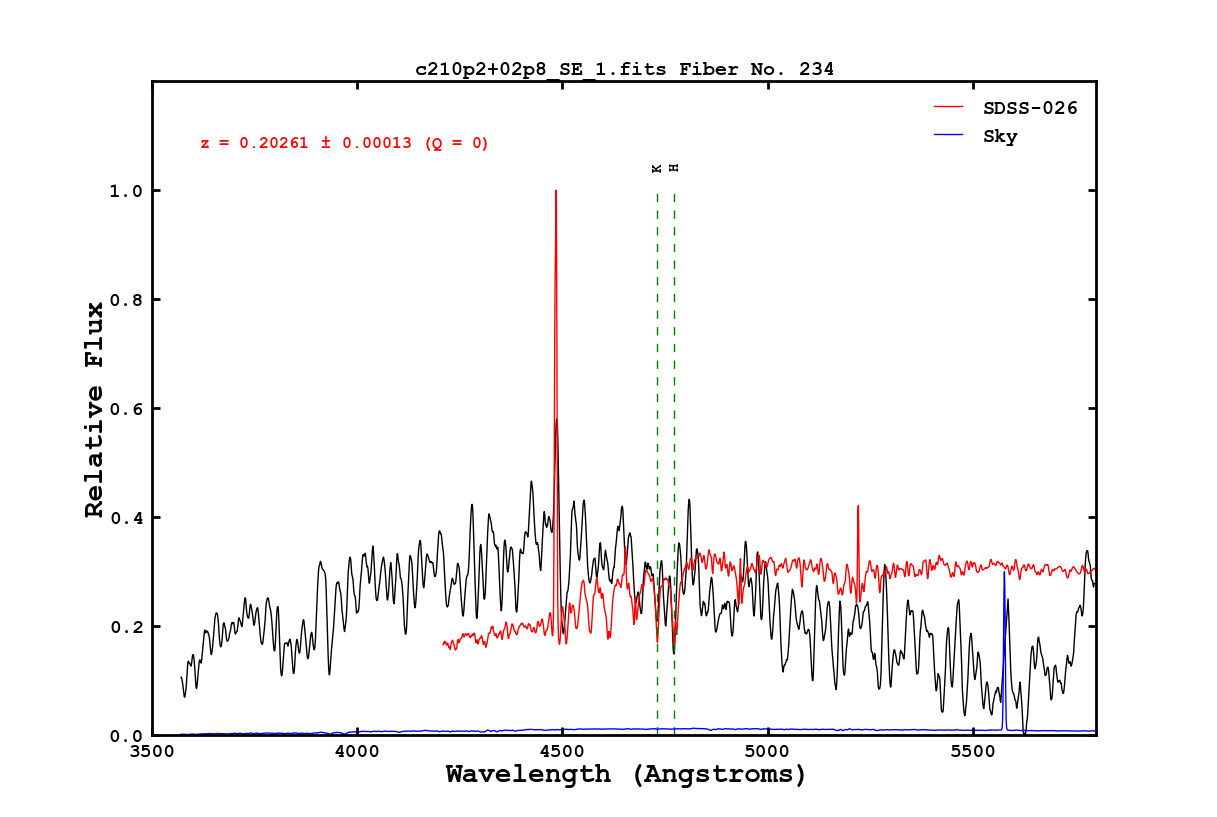 c210p2+02p8_SE_1.fits Fiber No. 234
z = 0.20261 ± 0.00013 (Q = 0)
SDSS-026
Sky
K H
1.0
0.8
0.6
0.4
0.2
0.0
Relative Flux
3500 4000 4500 5000 5500
Wavelength (Angstroms)